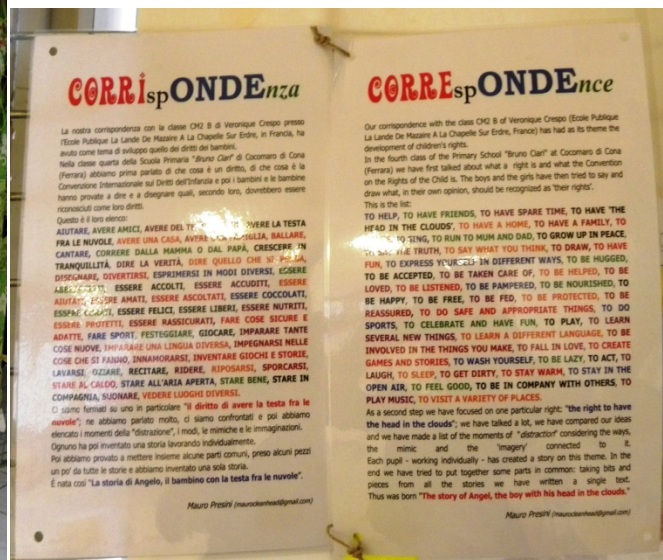 CORRispONDEnza
La nostra corrispondenza con la classe CM2 B di Veronique Crespo presso
l'Ecole Publique La Lande De Mazaire A La Chapelle Sur Erdre, in Francia, ha
avuto come tema di sviluppo quello dei diritti dei bambini.
Nella classe quarta della Scuola Primaria "Bruno Ciari" di Cocomaro di Cona
(Ferrara) abbiamo prima parlato di che cosa è un diritto, di che cosa è la
Convenzione Internazionale sui Diritti dell'Infanzia e poi i bambini e le bambine
hanno provato a dire e a disegnare quali, secondo loro, dovrebbero essere
riconosciuti come loro diritti.
Questo è il loro elenco:
AIUTARE, AVERE AMICI, AVERE DEL AVERE LA TESTA
FRA LE NUVOLE, AVERE UNA CASA, AVERE FAMIGLIA, BALLARE,
CANTARE, CORRERE DALLA MAMMA O DAL PAPÀ, CRESCERE IN
TRANQUILLITÀ, DIRE LA VERITÀ, DIRE QUELLO CHE SI
DISEGNARE, DIVERTIRSI, ESPRIMERSI IN MODI DIVERSI, ESSERE
ESSERE ACCOLTI, ESSERE ACCUDITI, ESSERE
AIUTATI, ESSERE AMATI, ESSERE ASCOLTATI, ESSERE COCCOLATI,
ESSERE ESSERE FELICI, ESSERE LIBERI, ESSERE NUTRITI,
ESSERE PROTETTI, ESSERE RASSICURATI, FARE COSE SICURE E
ADATTE, FARE SPORT, FESTEGGIARE, GIOCARE, IMPARARE TANTE
COSE NUOVE, IMPARARE UNA LINGUA DIVERSA, IMPEGNARSI NELLE
COSE CHE SI FANNO, INNAMORARSI, INVENTARE GIOCHI E STORIE,
LAVARSI, OZIARE, RECITARE, RIDERE, RIPOSARSI, SPORCARSI,
STARE AL CALDO, STARE ALL'ARIA APERTA, STARE BENE, STARE IN
COMPAGNIA, SUONARE, VEDERE LUOGHI DIVERSI.
Ci siamo fermati su uno in particolare "il diritto di avere la testa fra le
nuvole"; ne abbiamo parlato molto, ci siamo confrontati e poi abbiamo
elencato i momenti della "distrazione", i modi, le mimiche e le immaginazioni.
Ognuno ha poi inventato una storia lavorando individualmente.
Poi abbiamo provato a mettere insieme alcune parti comuni, preso alcuni pezzi
un po' da tutte le storie e abbiamo inventato una sola storia.
È nata così "La storia di Angelo, il bambino con la testa fra le nuvole".
Mauro Presini (maurocleanhead@gmail.com)
CORREspONDEnce
Our correspondence with the class CM2 B of Veronique Crespo (Ecole Publique
La Lande De Mazaire A La Chapelle Sur Erdre, France) has had as its theme the
development of children's rights.
In the fourth class of the Primary School "Bruno Ciari" at Cocomaro di Cona
(Ferrara) we have first talked about what a right is and what the Convention
on the Rights of the Child is. The boys and the girls have then tried to say and
draw what, in their own opinion, should be recognized as 'their rights'.
This is the list:
TO HELP, TO HAVE FRIENDS, TO HAVE SPARE TIME, TO HAVE 'THE
HEAD IN THE CLOUDS', TO HAVE A HOME, TO HAVE A FAMILY, TO
TO SING, TO RUN TO MUM AND DAD, TO GROW UP IN PEACE,
THE TRUTH, TO SAY WHAT YOU THINK, TO DRAW, TO HAVE
FUN, TO EXPRESS YOURSELF IN DIFFERENT WAYS, TO BE HUGGED,
TO BE ACCEPTED, TO BE TAKEN CARE OF, TO BE HELPED, TO BE
LOVED, TO BE LISTENED, TO BE PAMPERED, TO BE NOURISHED, TO
BE HAPPY, TO BE FREE, TO BE FED, TO BE PROTECTED, TO BE
REASSURED, TO DO SAFE AND APPROPRIATE THINGS, TO DO
SPORTS, TO CELEBRATE AND HAVE FUN, TO PLAY, TO LEARN
SEVERAL NEW THINGS, TO LEARN A DIFFERENT LANGUAGE, TO BE
INVOLVED IN THE THINGS YOU MAKE, TO FALL IN LOVE, TO CREATE
GAMES AND STORIES, TO WASH YOURSELF, TO BE LAZY, TO ACT, TO
LAUGH, TO SLEEP, TO GET DIRTY, TO STAY WARM, TO STAY IN THE
OPEN AIR, TO FEEL GOOD, TO BE IN COMPANY WITH OTHERS, TO
PLAY MUSIC, TO VISIT A VARIETY OF PLACES.
As a second step we have focused on one particular right: "the right to have
the head in the clouds"; we have talked a lot, we have compared our ideas
and we have made a list of the moments of "distraction" considering the ways,
the mimic and the 'imagery' connected to it.
Each pupil - working individually - has created a story on this theme. In the
end we have tried to put together some parts in common: taking bits and
pieces from all the stories we have written a single text.
Thus was born "The story of Angel, the boy with his head in the clouds."
Mauro Presini (maurocleanhead@gmail.com)